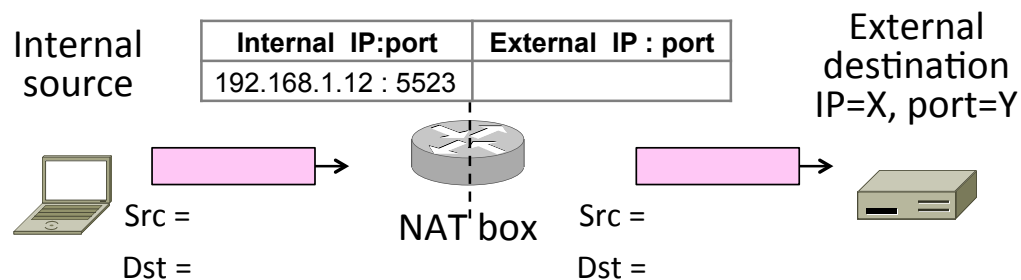 Internal
source
Internal IP:port
External IP : port
192.168.1.12 : 5523
External
destination
IP=X, port=Y
NAT box
Src =
Dst =
Src =
Dst =